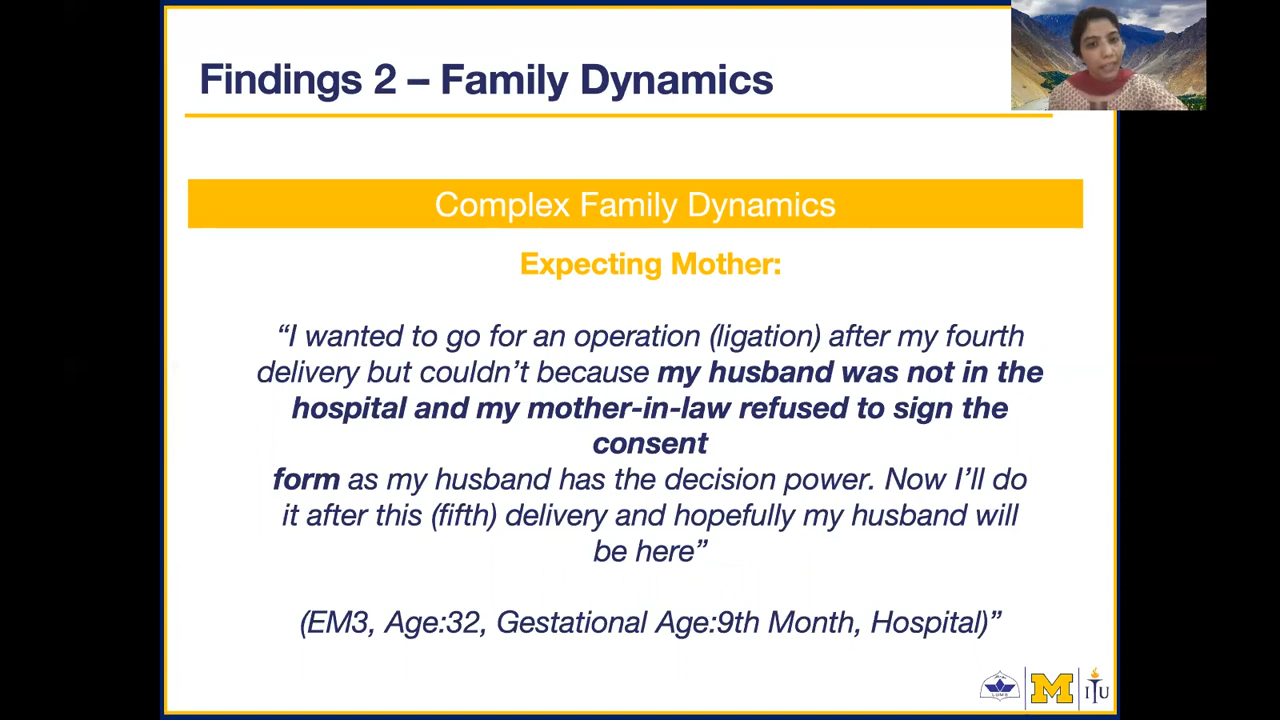 Findings 2 – Family Dynamics
Complex Family Dynamics
Expecting Mother:
“I wanted to go for an operation (ligation) after my fourth
delivery but couldn’t because my husband was not in the
hospital and my mother-in-law refused to sign the
consent
form as my husband has the decision power. Now I’ll do
it after this (fifth) delivery and hopefully my husband will
be here”
(EM3, Age:32, Gestational Age:9th Month, Hospital)”
LUMS
M
ITU